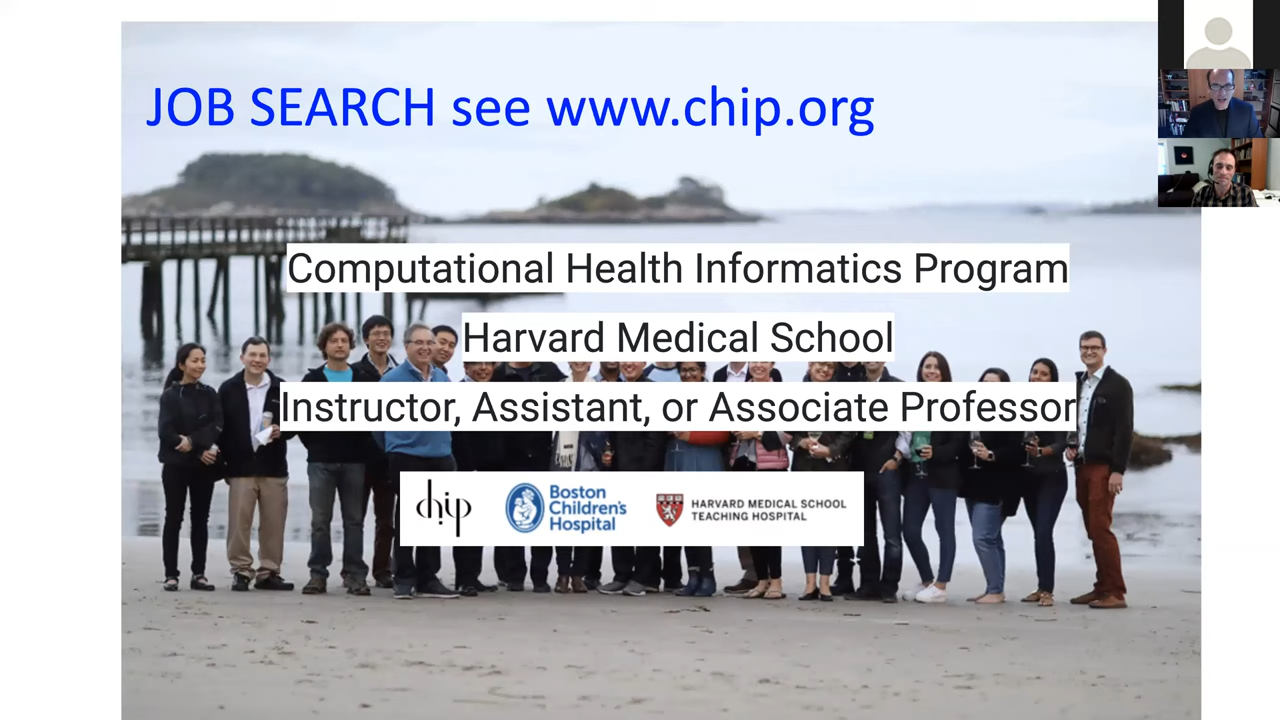 JOB SEARCH see www.chip.org
Computational Health Informatics Program
Harvard Medical School
Instructor, Assistant, or Associate Professor
chip
Boston
Children's
Hospital
HARVARD MEDICAL SCHOOL
TEACHING HOSPITAL